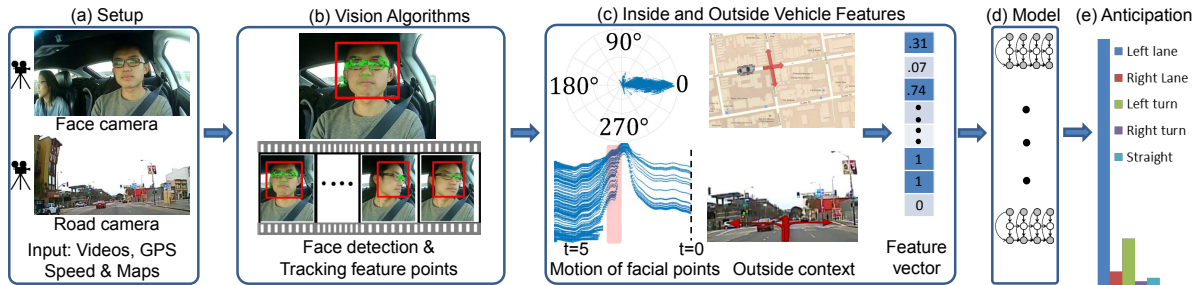 (a) Setup
Face camera
Road camera
Input: Videos, GPS
Speed & Maps
(b) Vision Algorithms
Face detection &
Tracking feature points
(c) Inside and Outside Vehicle Features
90°
180°
0
270°
t=5
t=0
Motion of facial points
Outside context
.31
.07
.74
1
1
0
Feature
vector
(d) Model
(e) Anticipation
Left lane
Right Lane
Left turn
Right turn
Straight